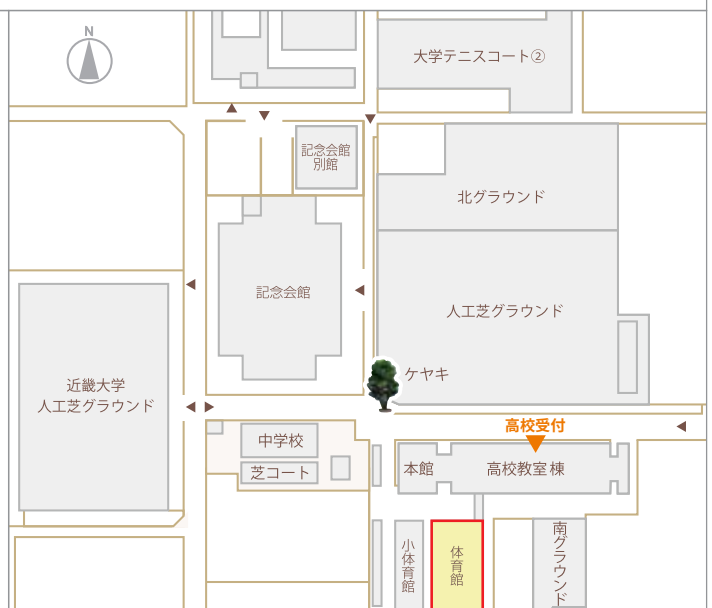 N
大学テニスコート②
記念会館
別館
北グラウンド
記念会館
人工芝グラウンド
近畿大学
人工芝グラウンド
ケヤキ
高校受付
中学校
芝コート
本館
高校教室棟
小体育館
体育館
南グラウンド